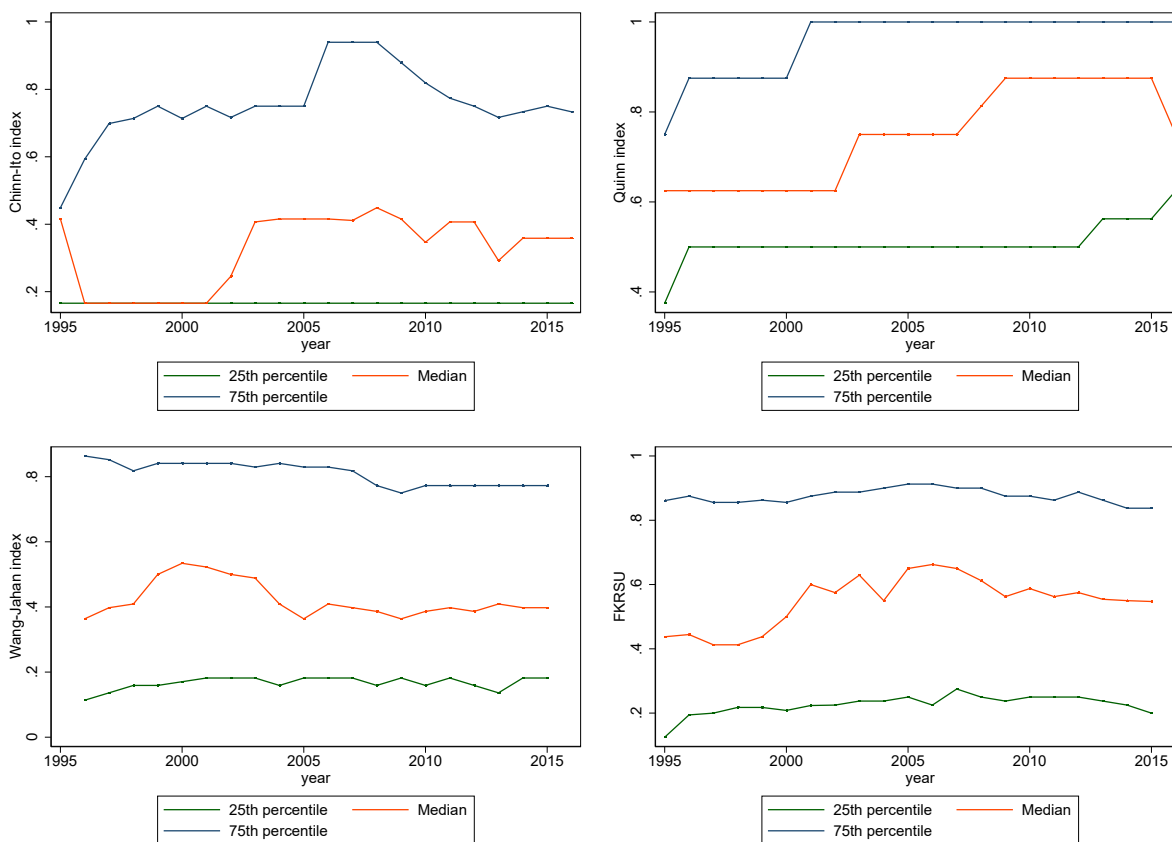 Chinn-Ito index
1
.8
.6
.4
.2
1995 2000 2005 2010 2015
year
25th percentile Median
75th percentile
Quinn index
1
.8
.6
.4
1995 2000 2005 2010 2015
year
25th percentile Median
75th percentile
Wang-Jahan index
.8
.6
.4
.2
0
1995 2000 2005 2010 2015
year
25th percentile Median
75th percentile
FKRSU
1
.8
.6
.4
.2
1995 2000 2005 2010 2015
year
25th percentile Median
75th percentile